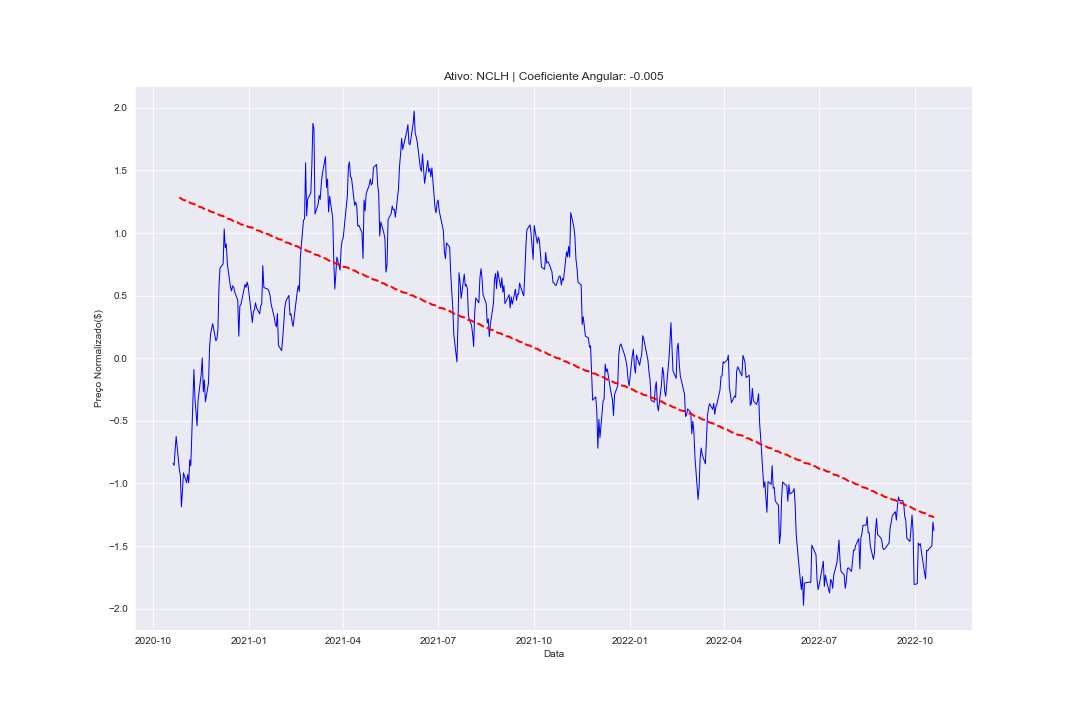 Ativo: NCLH | Coeficiente Angular: -0.005
Preço Normalizado($)
2.0
1.5
1.0
0.5
0.0
−0.5
−1.0
−1.5
−2.0
2020-10 2021-01 2021-04 2021-07 2021-10 2022-01 2022-04 2022-07 2022-10
Data